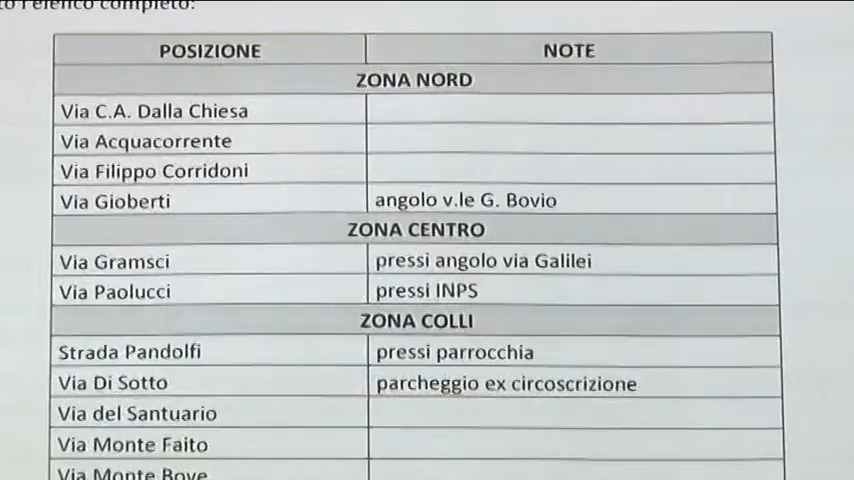 l'elenco completo:
POSIZIONE NOTE
ZONA NORD
Via C.A. Dalla Chiesa
Via Acquacorrente
Via Filippo Corridoni
Via Gioberti angolo v.le G. Bovio
ZONA CENTRO
Via Gramsci pressi angolo via Galilei
Via Paolucci pressi INPS
ZONA COLLI
Strada Pandolfi pressi parrocchia
Via Di Sotto parcheggio ex circoscrizione
Via del Santuario
Via Monte Faito
Via Monte Bove